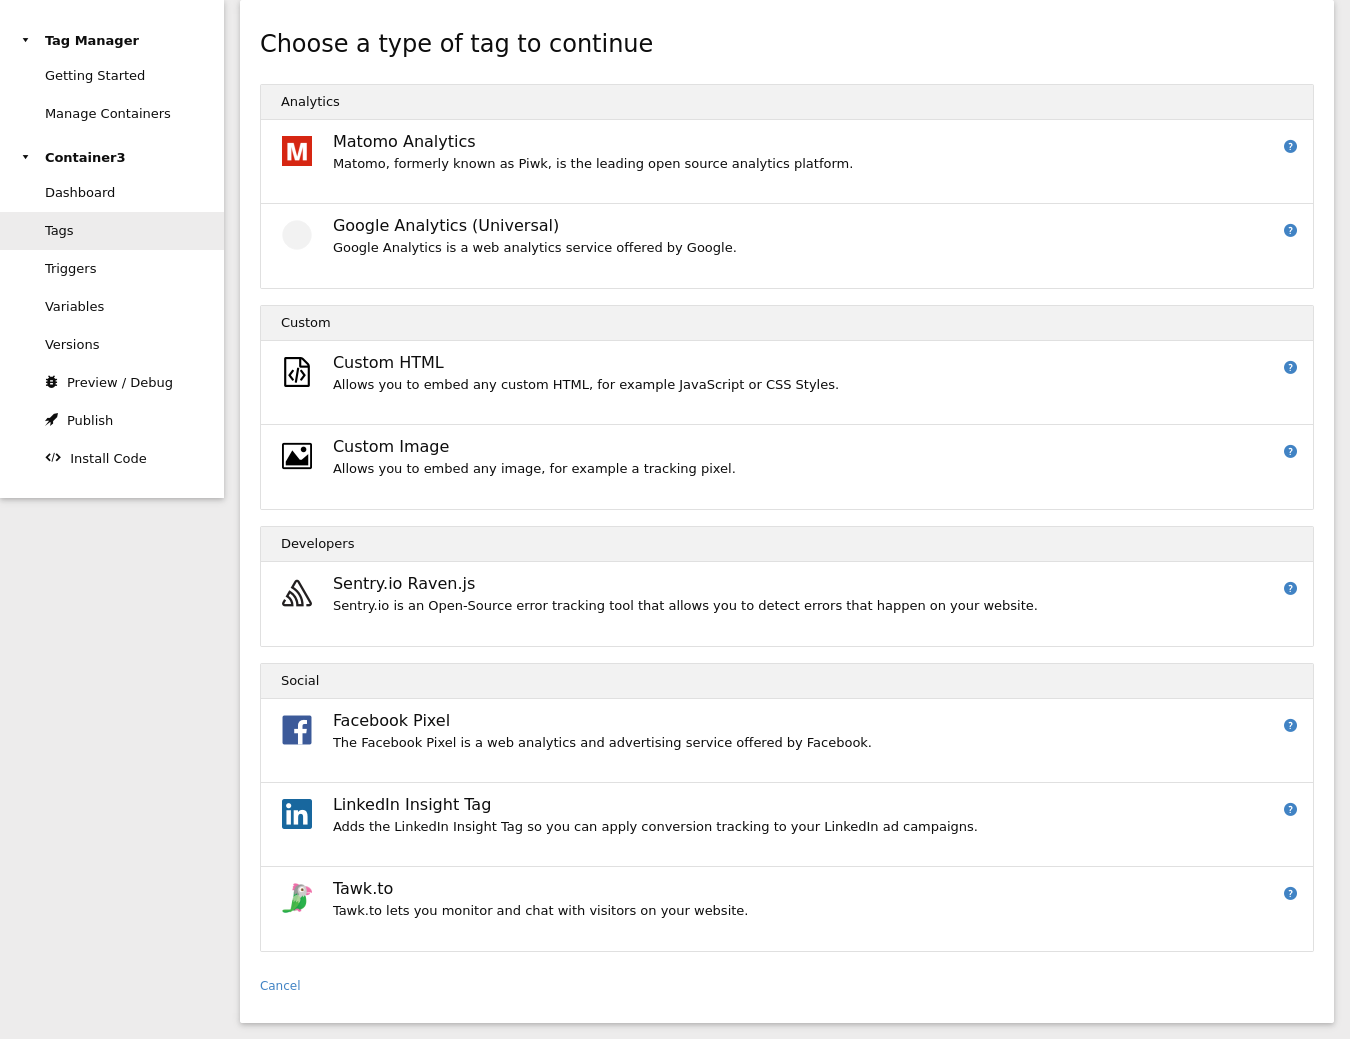 Tag Manager
Getting Started
Manage Containers
Container3
Dashboard
Tags
Triggers
Variables
Versions
Preview / Debug
Publish
Install Code
Choose a type of tag to continue
Analytics
M
Matomo Analytics
Matomo, formerly known as Piwk, is the leading open source analytics platform.
?
Google Analytics (Universal)
Google Analytics is a web analytics service offered by Google.
?
Custom
Custom HTML
Allows you to embed any custom HTML, for example JavaScript or CSS Styles.
?
Custom Image
Allows you to embed any image, for example a tracking pixel.
?
Developers
Sentry.io Raven.js
Sentry.io is an Open-Source error tracking tool that allows you to detect errors that happen on your website.
?
Social
f
Facebook Pixel
The Facebook Pixel is a web analytics and advertising service offered by Facebook.
?
in
LinkedIn Insight Tag
Adds the LinkedIn Insight Tag so you can apply conversion tracking to your LinkedIn ad campaigns.
?
Tawk.to
Tawk.to lets you monitor and chat with visitors on your website.
?
Cancel